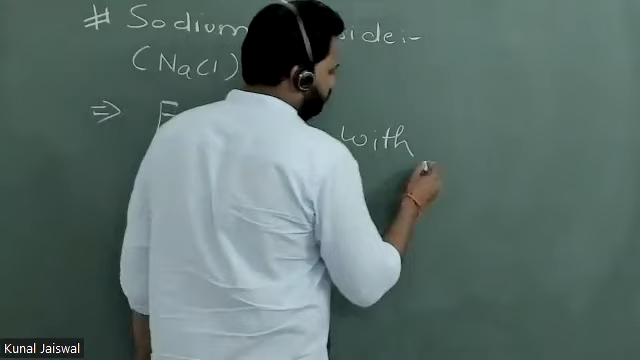 # Sodium
(NaCl)
⇒ with
Kunal Jaiswal